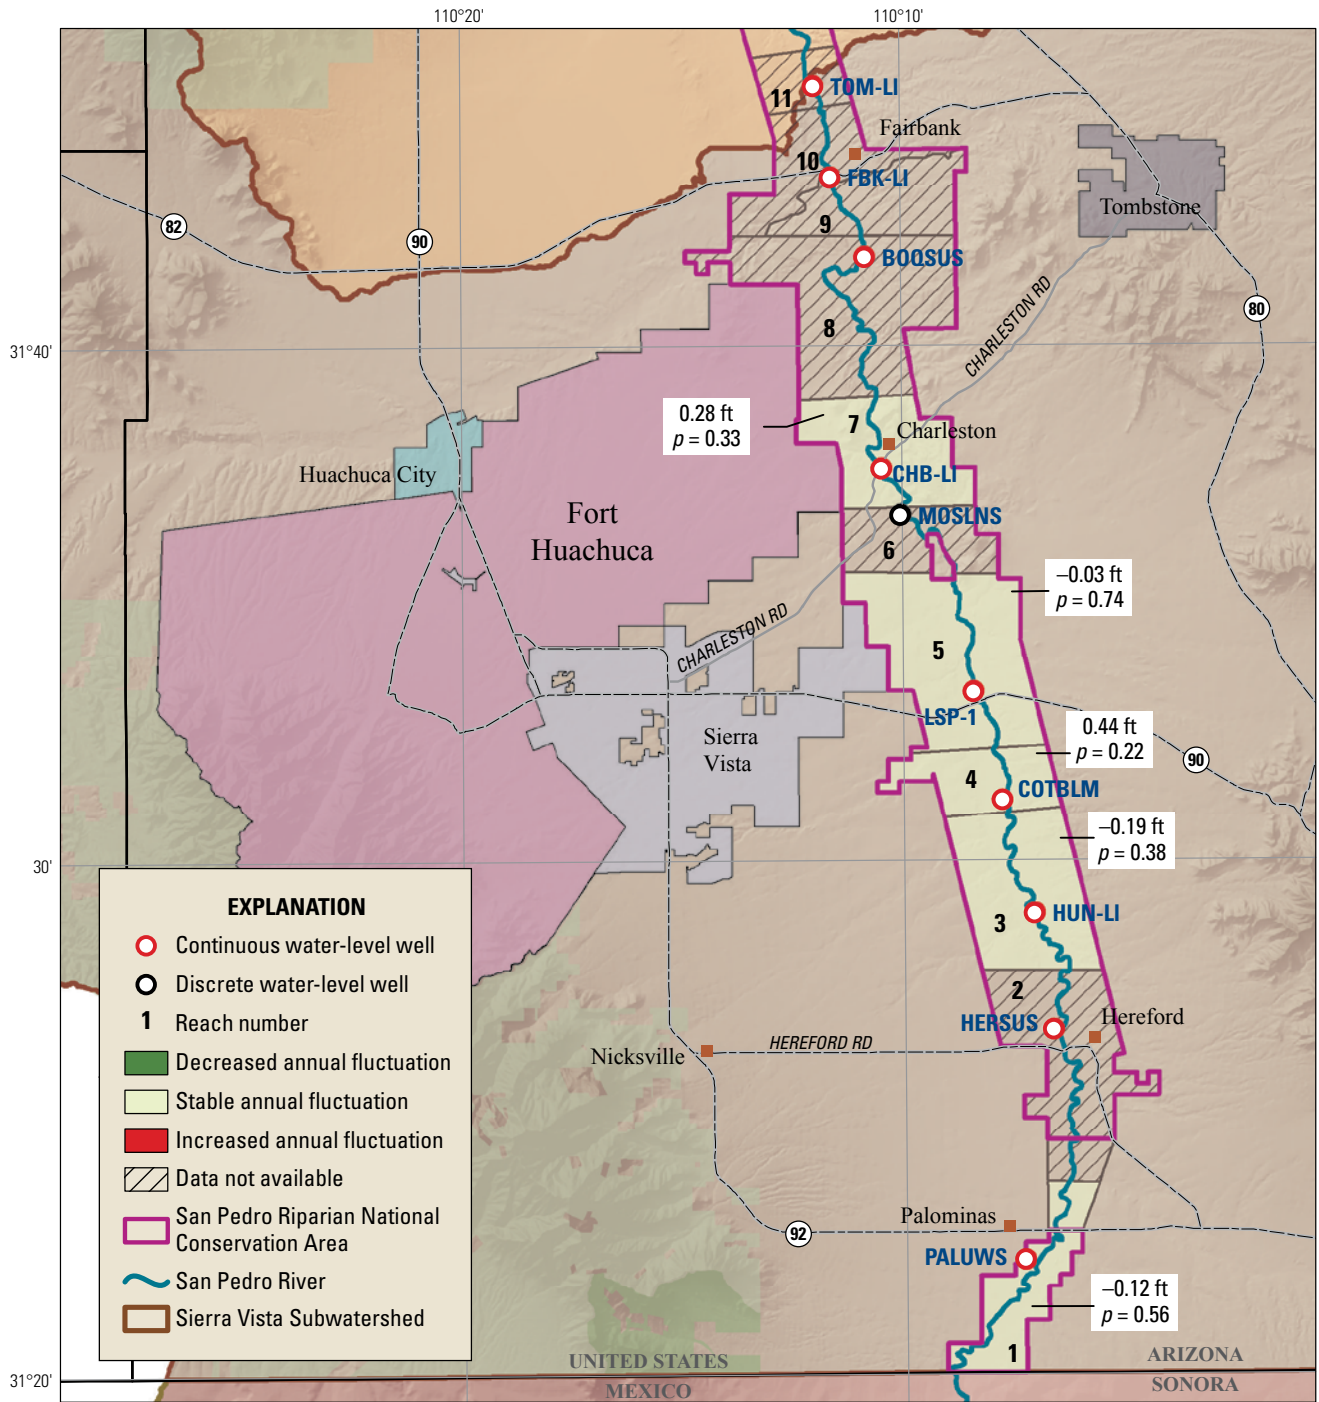 110°20'
110°10'
TOM-LI
11
Fairbank
10
FBK-LI
82
90
9
Tombstone
BOQSUS
CHARLESTON RD
80
8
31°40'
0.28 ft
p = 0.33
7
Charleston
Huachuca City
CHB-LI
Fort
Huachuca
MOSLNS
6
–0.03 ft
p = 0.74
CHARLESTON RD
5
LSP-1
0.44 ft
p = 0.22
Sierra
Vista
90
4
COTBLM
–0.19 ft
p = 0.38
30'
3
HUN-LI
2
HERSUS
Hereford
HEREFORD RD
Nicksville
Palominas
92
PALUWS
–0.12 ft
p = 0.56
1
UNITED STATES
MEXICO
ARIZONA
SONORA
31°20'
EXPLANATION
Continuous water-level well
Discrete water-level well
1 Reach number
Decreased annual fluctuation
Stable annual fluctuation
Increased annual fluctuation
Data not available
San Pedro Riparian National
Conservation Area
San Pedro River
Sierra Vista Subwatershed